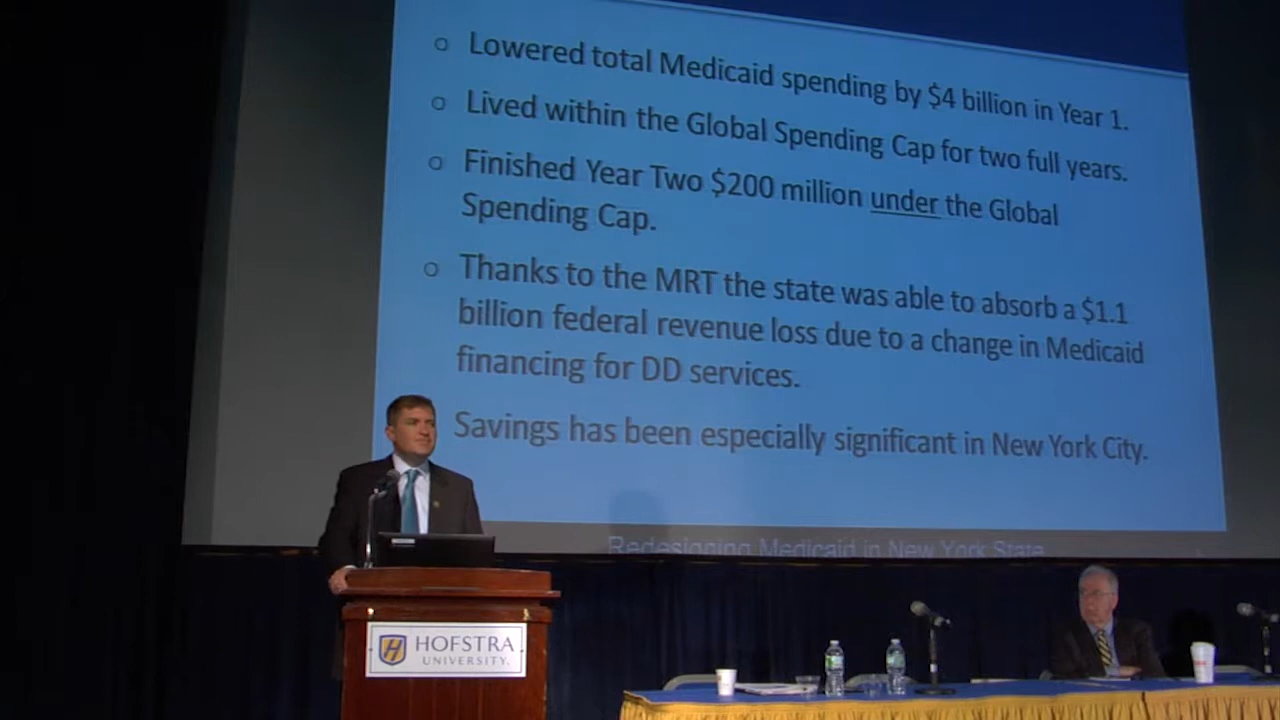 o Lowered total Medicaid spending by $4 billion in Year 1.
o Lived within the Global Spending Cap for two full years.
o Finished Year Two $200 million under the Global
Spending Cap.
o Thanks to the MRT the state was able to absorb a $1.1
billion federal revenue loss due to a change in Medicaid
financing for DD services.
Savings has been especially significant in New York City.
Redesigning Medicaid in New York State
H HOFSTRA
UNIVERSITY.